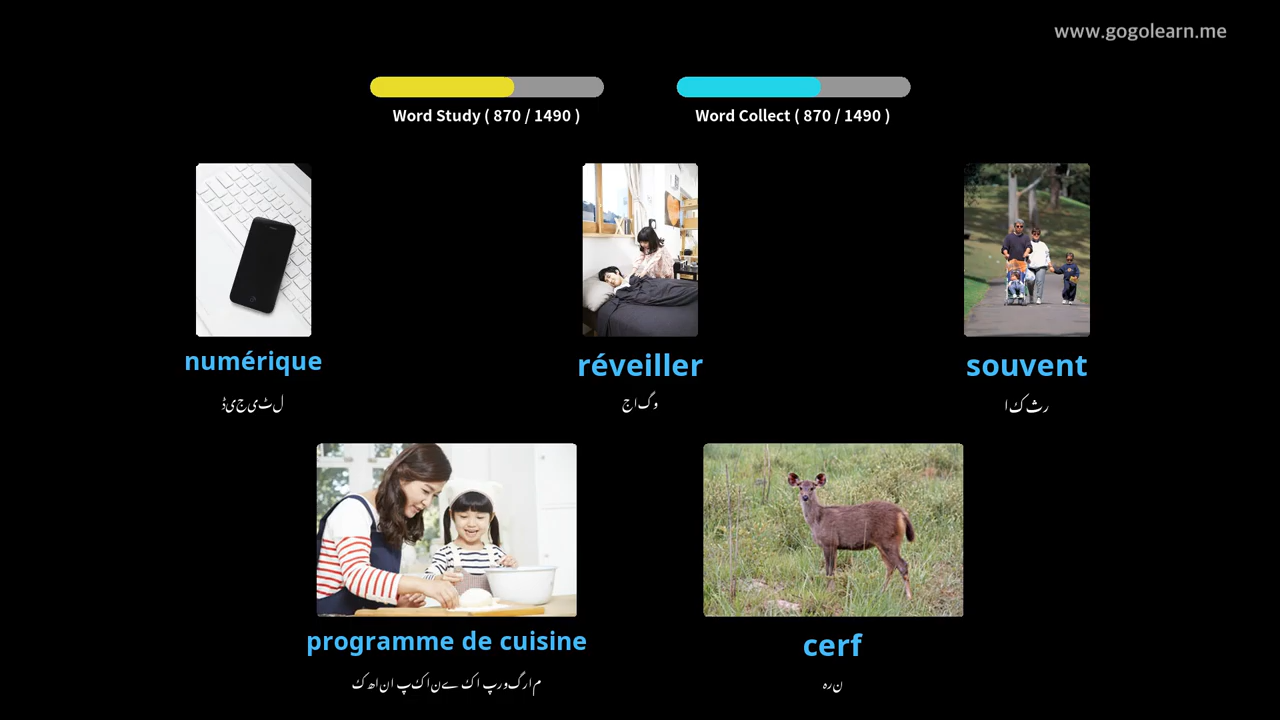 www.gogolearn.me
Word Study ( 870 / 1490 )
Word Collect ( 870 / 1490 )
numérique
ڈیجیٹل
réveiller
جاگو
souvent
اکثر
programme de cuisine
کھانا پکانے کا پروگرام
cerf
ہرن